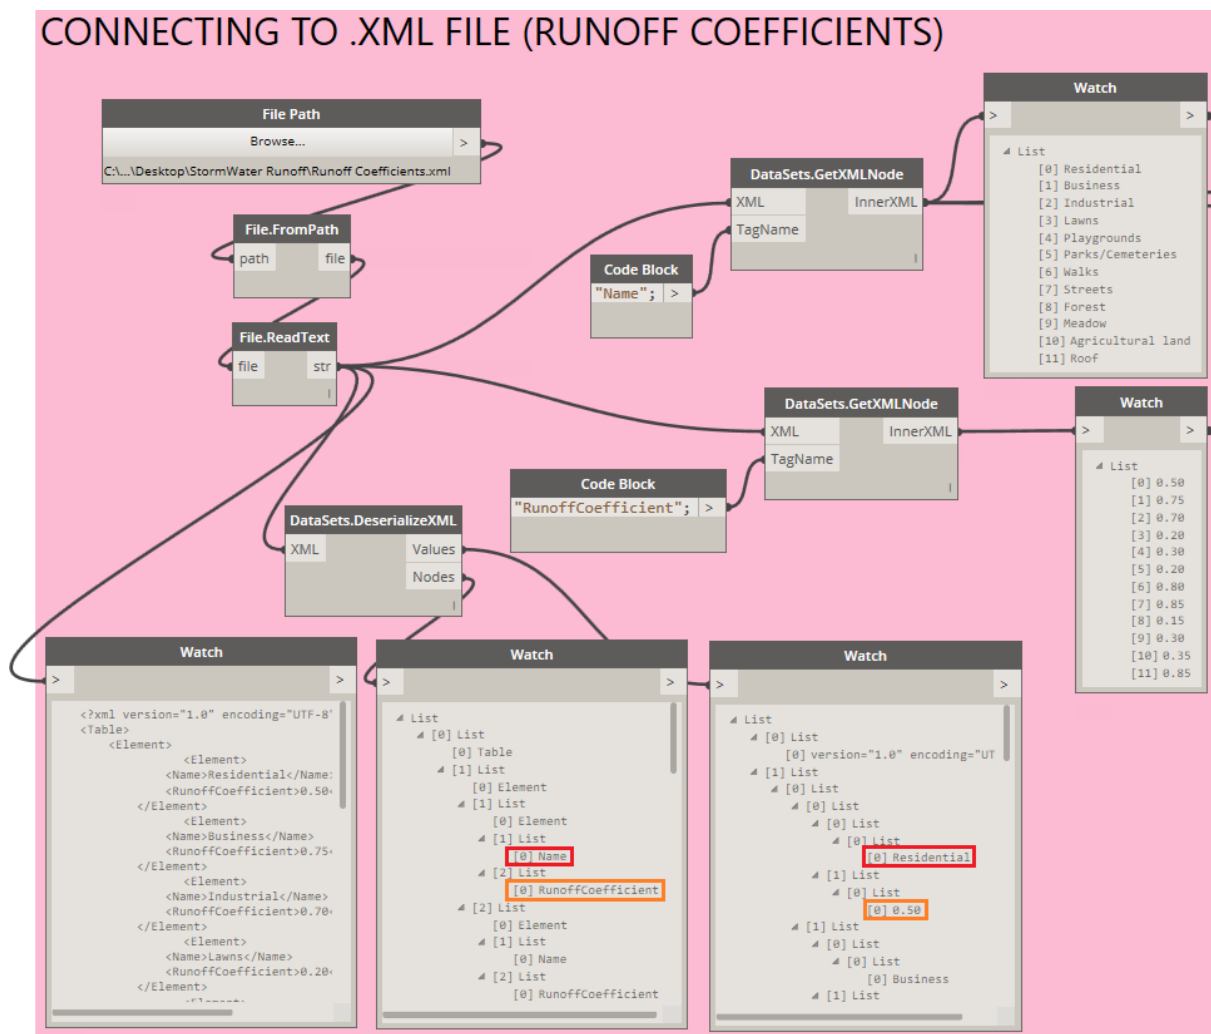 CONNECTING TO .XML FILE (RUNOFF COEFFICIENTS)
File Path
Browse... >
C:\...\Desktop\StormWater Runoff\Runoff Coefficients.xml
File.FromPath
path file
File.ReadText
file str
l
DataSets.GetXMLNode
XML InnerXML
TagName
l
Code Block
"Name"; >
Watch
> >
List
[0] Residential
[1] Business
[2] Industrial
[3] Lawns
[4] Playgrounds
[5] Parks/Cemeteries
[6] Walks
[7] Streets
[8] Forest
[9] Meadow
[10] Agricultural land
[11] Roof
DataSets.GetXMLNode
XML InnerXML
TagName
l
Code Block
"RunoffCoefficient"; >
Watch
> >
List
[0] 0.50
[1] 0.75
[2] 0.70
[3] 0.20
[4] 0.30
[5] 0.20
[6] 0.80
[7] 0.85
[8] 0.15
[9] 0.30
[10] 0.35
[11] 0.85
DataSets.DeserializeXML
XML Values
Nodes
l
Watch
> >
<?xml version="1.0" encoding="UTF-8"
<Table>
<Element>
<Element>
<Name>Residential</Name>
<RunoffCoefficient>0.50<
</Element>
<Element>
<Name>Business</Name>
<RunoffCoefficient>0.75<
</Element>
<Element>
<Name>Industrial</Name>
<RunoffCoefficient>0.70<
</Element>
<Element>
<Name>Lawns</Name>
<RunoffCoefficient>0.20<
</Element>
<Element>
Watch
> >
List
[0] List
[0] Table
[1] List
[0] Element
[1] List
[0] Element
[1] List
[0] Name
[2] List
[0] RunoffCoefficient
[2] List
[0] Element
[1] List
[0] Name
[2] List
[0] RunoffCoefficient
Watch
> >
List
[0] List
[0] version="1.0" encoding="UT
[1] List
[0] List
[0] List
[0] List
[0] List
[0] Residential
[1] List
[0] List
[0] 0.50
[1] List
[0] List
[0] List
[0] Business
[1] List